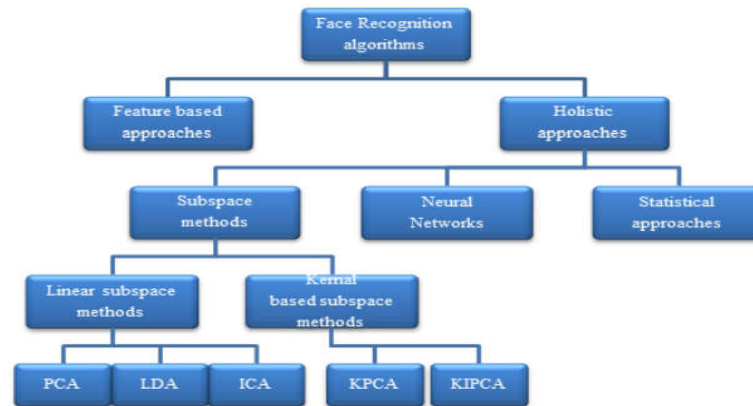 Face Recognition
algorithms
Feature based
approaches
Holistic
approaches
Subspace
methods
Neural
Networks
Statistical
approaches
Linear subspace
methods
Kernal
based subspace
methods
PCA
LDA
ICA
KPCA
KIPCA